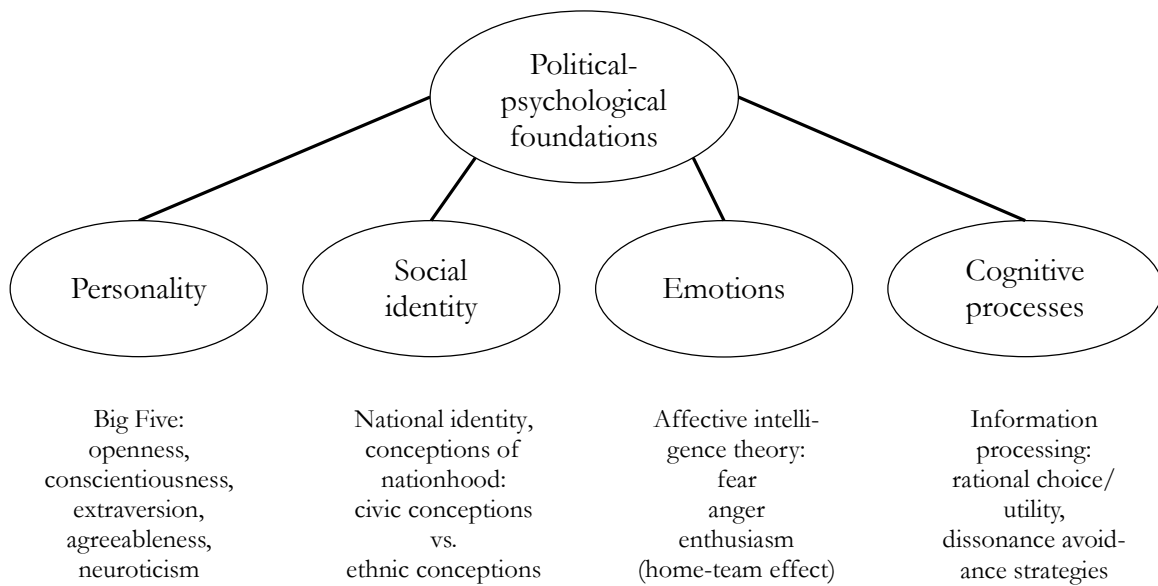 Political-
psychological
foundations
Personality
Social
identity
Emotions
Cognitive
processes
Big Five:
openness,
conscientiousness,
extraversion,
agreeableness,
neuroticism
National identity,
conceptions of
nationhood:
civic conceptions
vs.
ethnic conceptions
Affective intelli-
gence theory:
fear
anger
enthusiasm
(home-team effect)
Information
processing:
rational choice/
utility,
dissonance avoid-
ance strategies